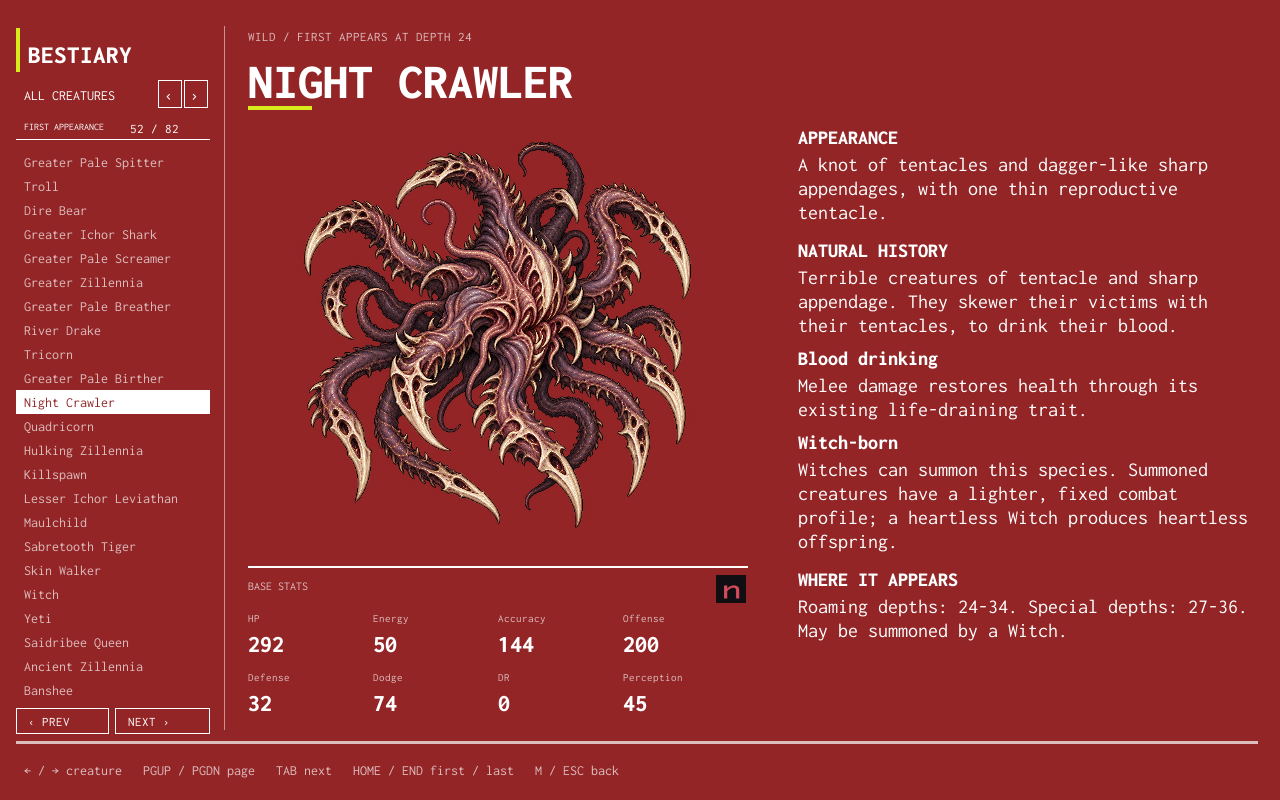 BESTIARY
ALL CREATURES ‹ ›
FIRST APPEARANCE 52 / 82
Greater Pale Spitter
Troll
Dire Bear
Greater Ichor Shark
Greater Pale Screamer
Greater Zillennia
Greater Pale Breather
River Drake
Tricorn
Greater Pale Birther
Night Crawler
Quadricorn
Hulking Zillennia
Killspawn
Lesser Ichor Leviathan
Maulchild
Sabretooth Tiger
Skin Walker
Witch
Yeti
Saidribee Queen
Ancient Zillennia
Banshee
‹ PREV NEXT ›
WILD / FIRST APPEARS AT DEPTH 24
NIGHT CRAWLER
BASE STATS n
HP Energy Accuracy Offense
292 50 144 200
Defense Dodge DR Perception
32 74 0 45
APPEARANCE
A knot of tentacles and dagger-like sharp
appendages, with one thin reproductive
tentacle.
NATURAL HISTORY
Terrible creatures of tentacle and sharp
appendage. They skewer their victims with
their tentacles, to drink their blood.
Blood drinking
Melee damage restores health through its
existing life-draining trait.
Witch-born
Witches can summon this species. Summoned
creatures have a lighter, fixed combat
profile; a heartless Witch produces heartless
offspring.
WHERE IT APPEARS
Roaming depths: 24-34. Special depths: 27-36.
May be summoned by a Witch.
← / → creature PGUP / PGDN page TAB next HOME / END first / last M / ESC back